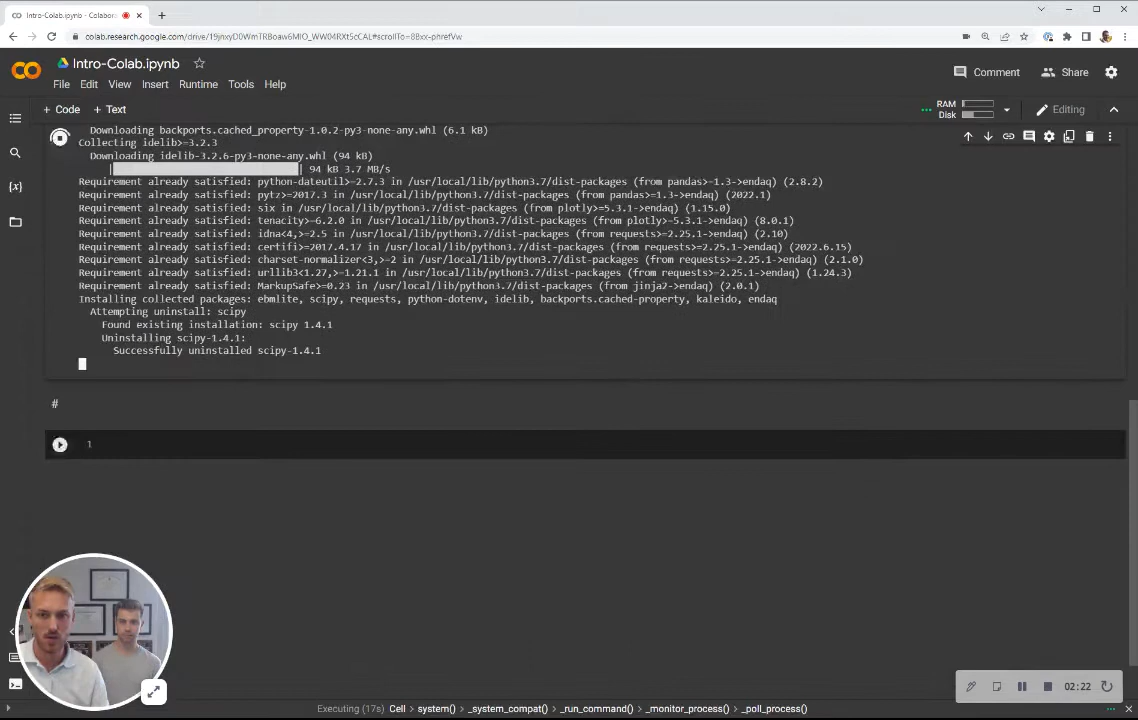 Intro-Colab.ipynb - Colabora
colab.research.google.com/drive/19jnxyD0WmTRBoaw6MIO_WW04RXt5cCAL#scrollTo=8Bxx-phrefVw
Intro-Colab.ipynb
File Edit View Insert Runtime Tools Help
Comment Share
+ Code + Text
RAM
Disk
Editing
Downloading backports.cached_property-1.0.2-py3-none-any.whl (6.1 kB)
Collecting idelib>=3.2.3
Downloading idelib-3.2.6-py3-none-any.whl (94 kB)
| | 94 kB 3.7 MB/s
Requirement already satisfied: python-dateutil>=2.7.3 in /usr/local/lib/python3.7/dist-packages (from pandas>=1.3->endaq) (2.8.2)
Requirement already satisfied: pytz>=2017.3 in /usr/local/lib/python3.7/dist-packages (from pandas>=1.3->endaq) (2022.1)
Requirement already satisfied: six in /usr/local/lib/python3.7/dist-packages (from plotly>=5.3.1->endaq) (1.15.0)
Requirement already satisfied: tenacity>=6.2.0 in /usr/local/lib/python3.7/dist-packages (from plotly>=5.3.1->endaq) (8.0.1)
Requirement already satisfied: idna<4,>=2.5 in /usr/local/lib/python3.7/dist-packages (from requests>=2.25.1->endaq) (2.10)
Requirement already satisfied: certifi>=2017.4.17 in /usr/local/lib/python3.7/dist-packages (from requests>=2.25.1->endaq) (2022.6.15)
Requirement already satisfied: charset-normalizer<3,>=2 in /usr/local/lib/python3.7/dist-packages (from requests>=2.25.1->endaq) (2.1.0)
Requirement already satisfied: urllib3<1.27,>=1.21.1 in /usr/local/lib/python3.7/dist-packages (from requests>=2.25.1->endaq) (1.24.3)
Requirement already satisfied: MarkupSafe>=0.23 in /usr/local/lib/python3.7/dist-packages (from jinja2->endaq) (2.0.1)
Installing collected packages: ebmlite, scipy, requests, python-dotenv, idelib, backports.cached-property, kaleido, endaq
Attempting uninstall: scipy
Found existing installation: scipy 1.4.1
Uninstalling scipy-1.4.1:
Successfully uninstalled scipy-1.4.1
#
1
02:22
Executing (17s) Cell > system() > _system_compat() > _run_command() > _monitor_process() > _poll_process()